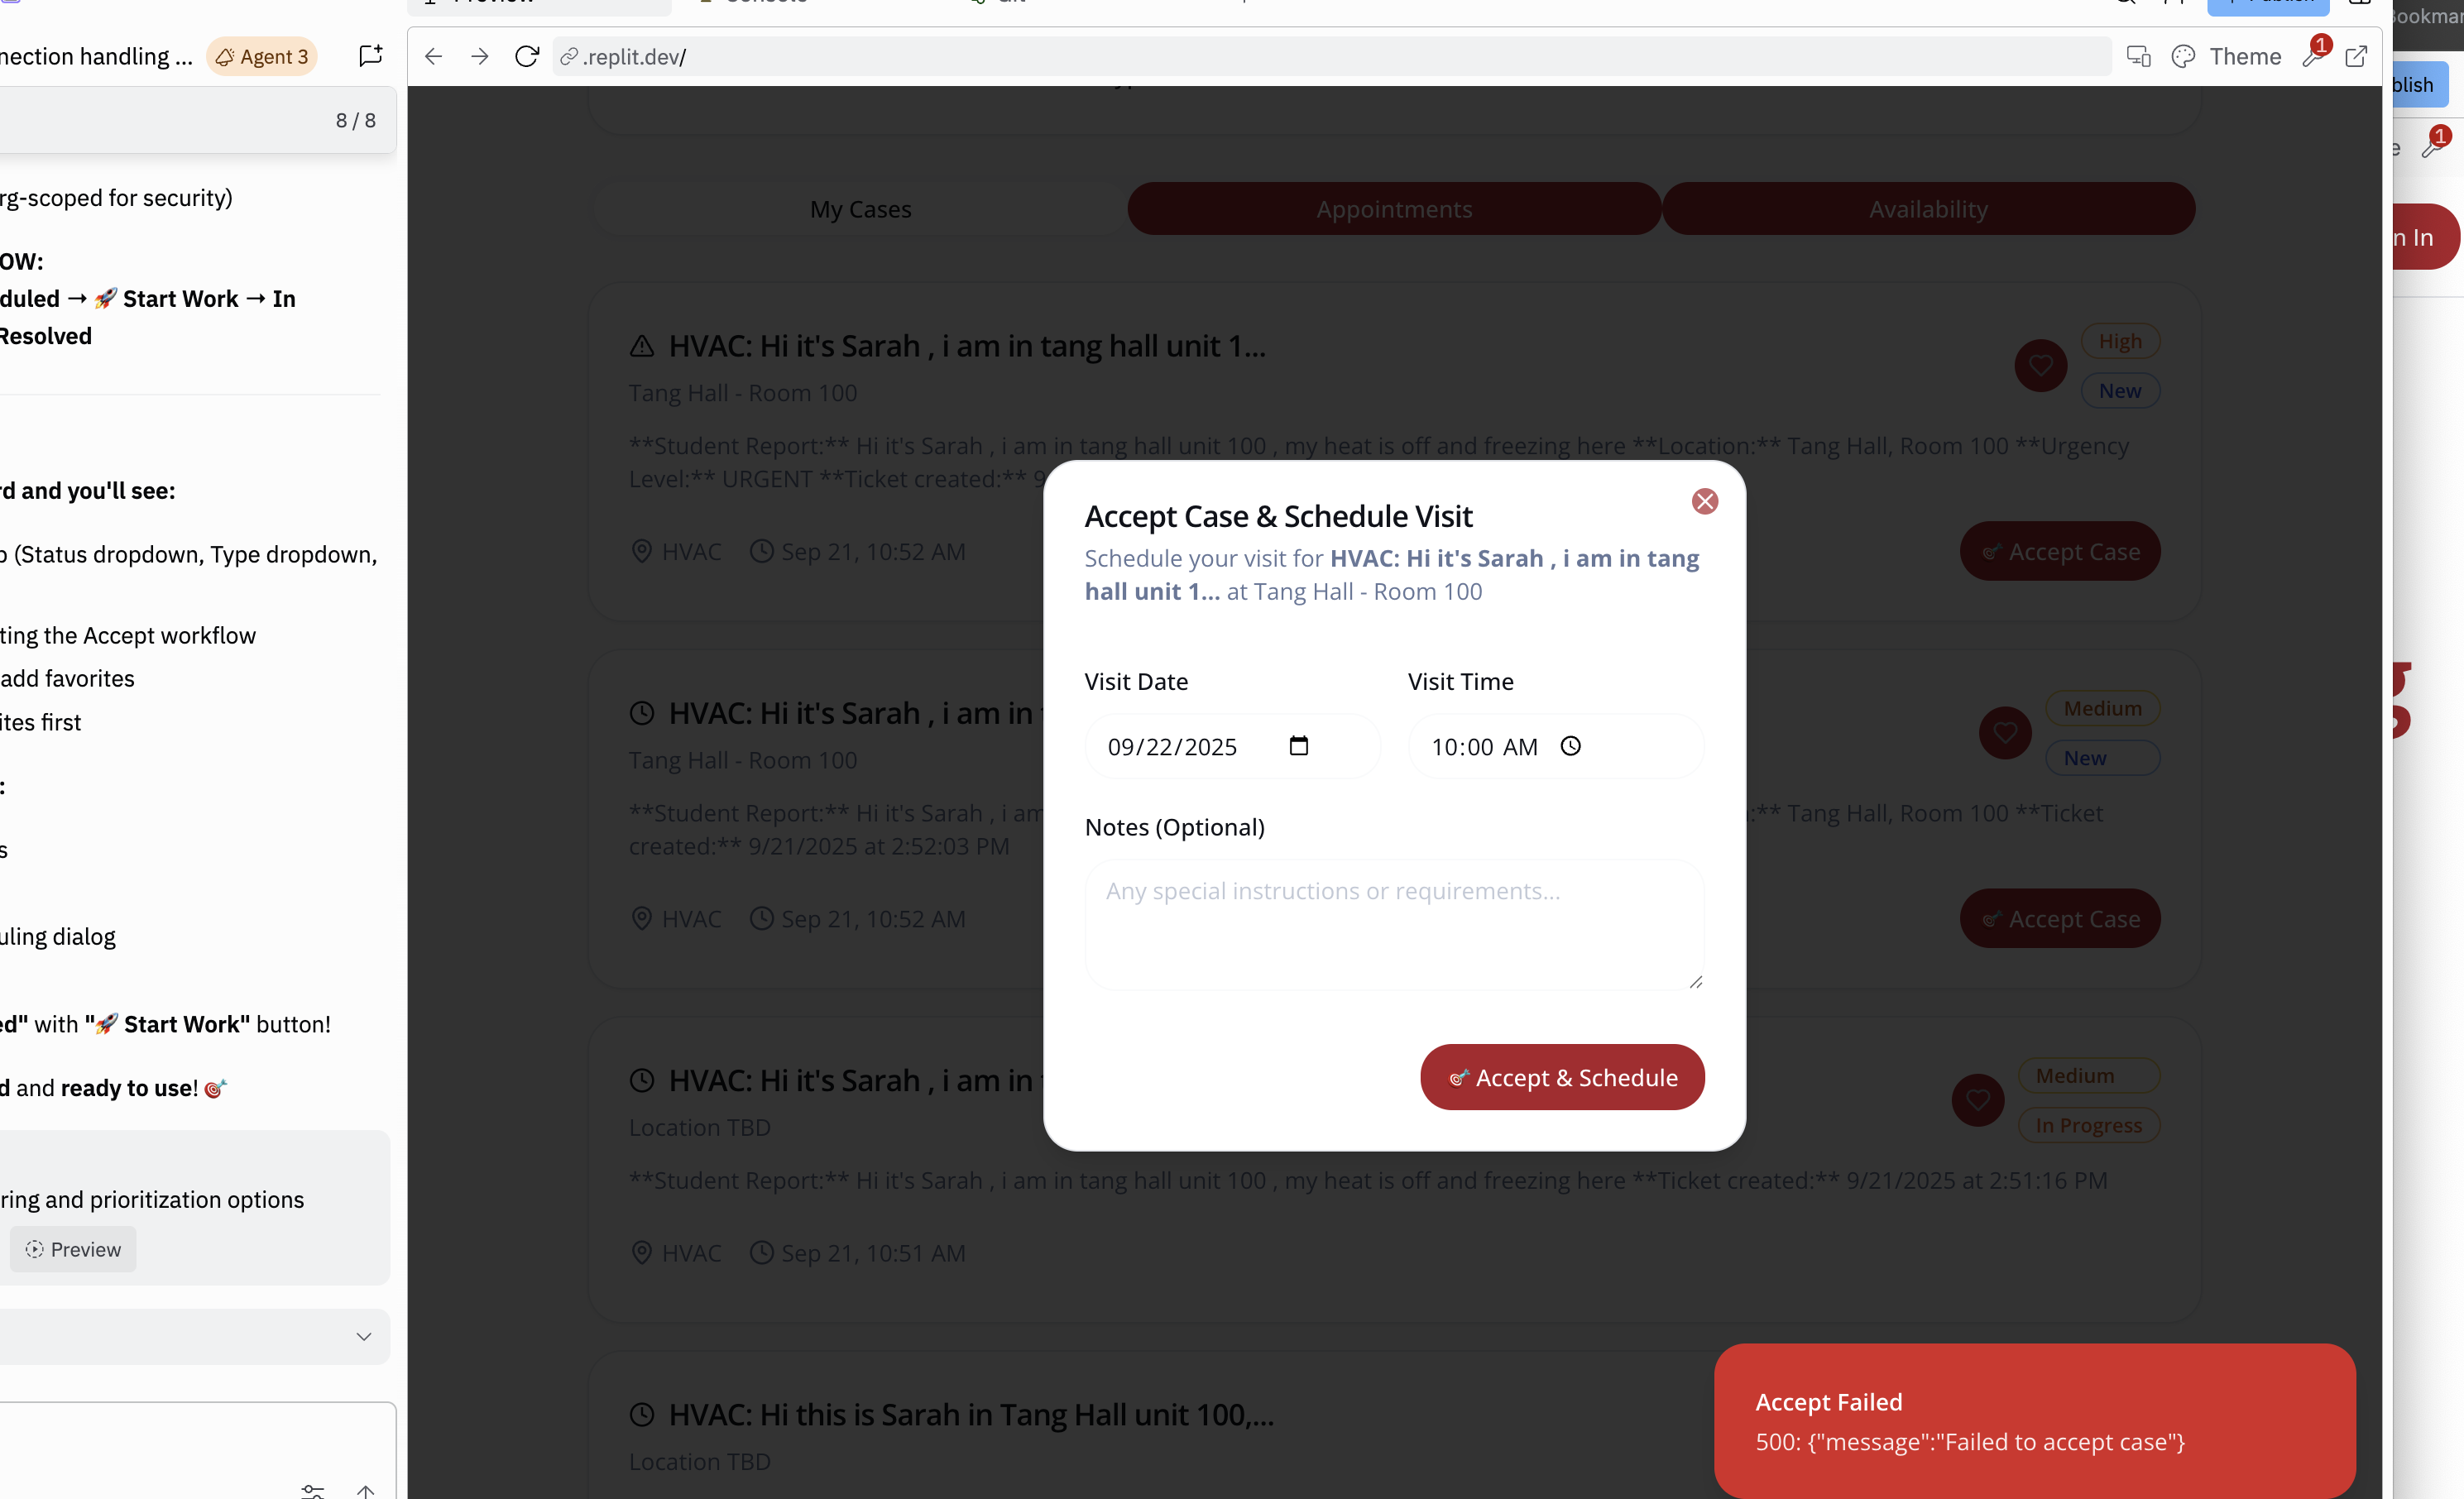 nection handling ...
Agent 3
8 / 8
rg-scoped for security)
OW:
duled → 🚀 Start Work → In
Resolved
rd and you'll see:
(Status dropdown, Type dropdown,
ting the Accept workflow
add favorites
ites first
:
s
uling dialog
ed" with "🚀 Start Work" button!
d and ready to use! 🎯
ring and prioritization options
Preview
.replit.dev/
Theme
1
blish
1
e
n In
g
My Cases
Appointments
Availability
HVAC: Hi it's Sarah , i am in tang hall unit 1...
High
New
Tang Hall - Room 100
**Student Report:** Hi it's Sarah , i am in tang hall unit 100 , my heat is off and freezing here **Location:** Tang Hall, Room 100 **Urgency
Level:** URGENT **Ticket created:** 9
HVAC
Sep 21, 10:52 AM
🎯 Accept Case
HVAC: Hi it's Sarah , i am in
Medium
New
Tang Hall - Room 100
**Student Report:** Hi it's Sarah , i am
:** Tang Hall, Room 100 **Ticket
created:** 9/21/2025 at 2:52:03 PM
HVAC
Sep 21, 10:52 AM
🎯 Accept Case
HVAC: Hi it's Sarah , i am in
Medium
In Progress
Location TBD
**Student Report:** Hi it's Sarah , i am in tang hall unit 100 , my heat is off and freezing here **Ticket created:** 9/21/2025 at 2:51:16 PM
HVAC
Sep 21, 10:51 AM
HVAC: Hi this is Sarah in Tang Hall unit 100,...
Location TBD
Accept Case & Schedule Visit
Schedule your visit for HVAC: Hi it's Sarah , i am in tang
hall unit 1... at Tang Hall - Room 100
Visit Date
Visit Time
09/22/2025
10:00 AM
Notes (Optional)
Any special instructions or requirements...
🎯 Accept & Schedule
Accept Failed
500: {"message":"Failed to accept case"}